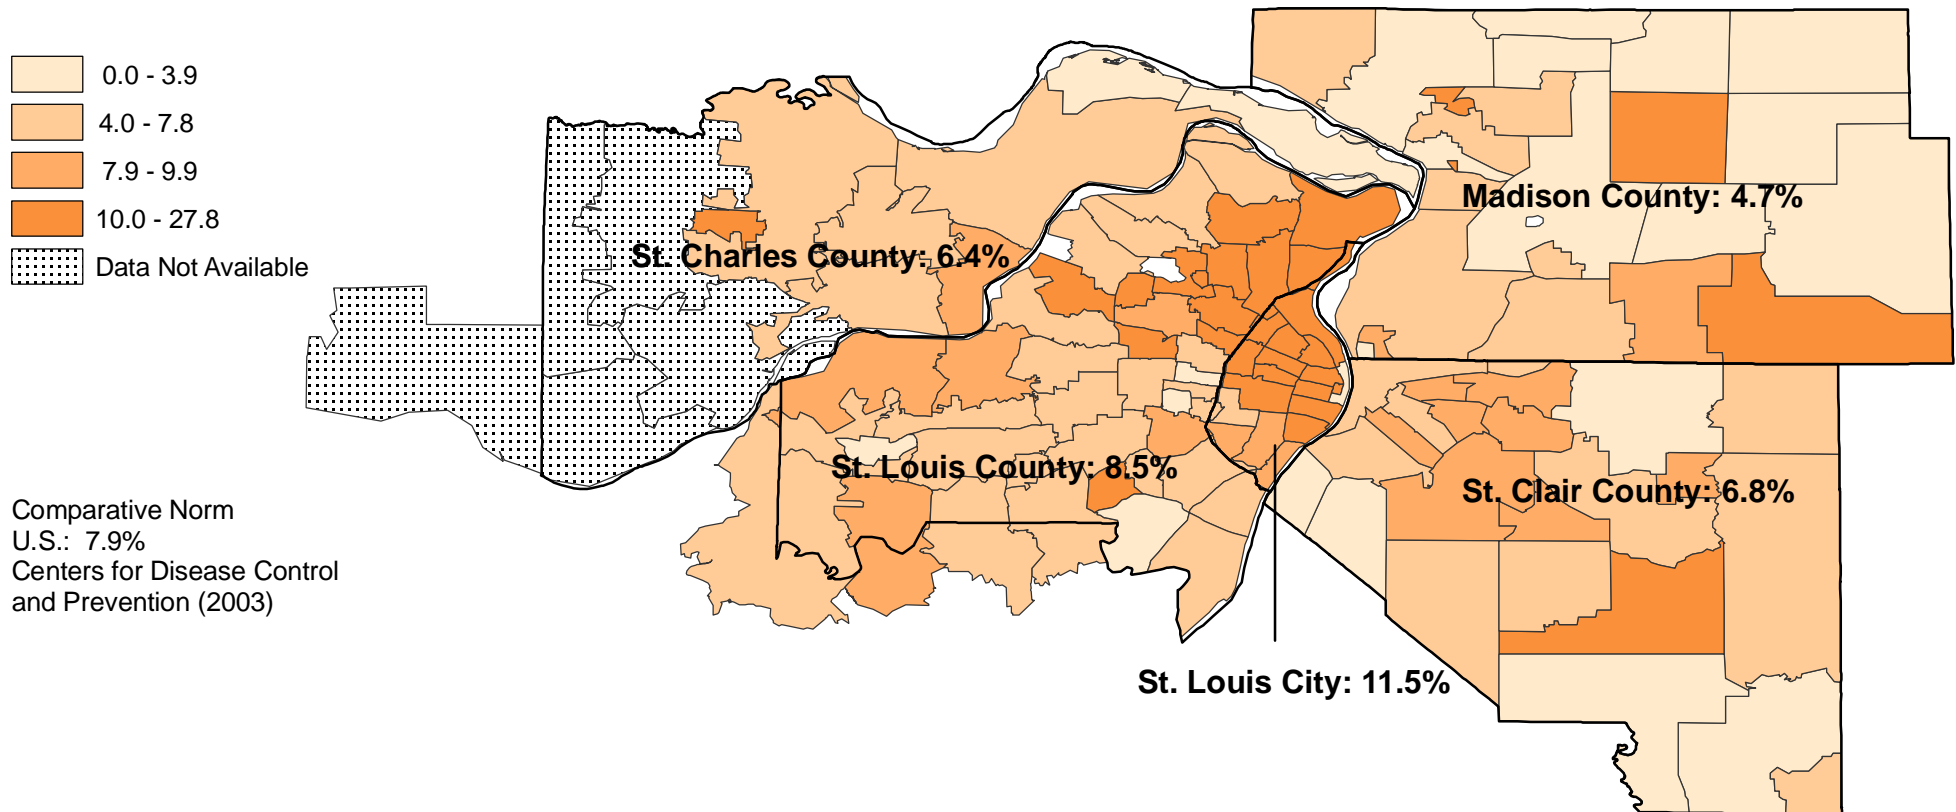 0.0 - 3.9
4.0 - 7.8
7.9 - 9.9
10.0 - 27.8
Data Not Available
Madison County: 4.7%
St. Charles County: 6.4%
St. Louis County: 8.5%
St. Clair County: 6.8%
Comparative Norm
U.S.: 7.9%
Centers for Disease Control
and Prevention (2003)
St. Louis City: 11.5%